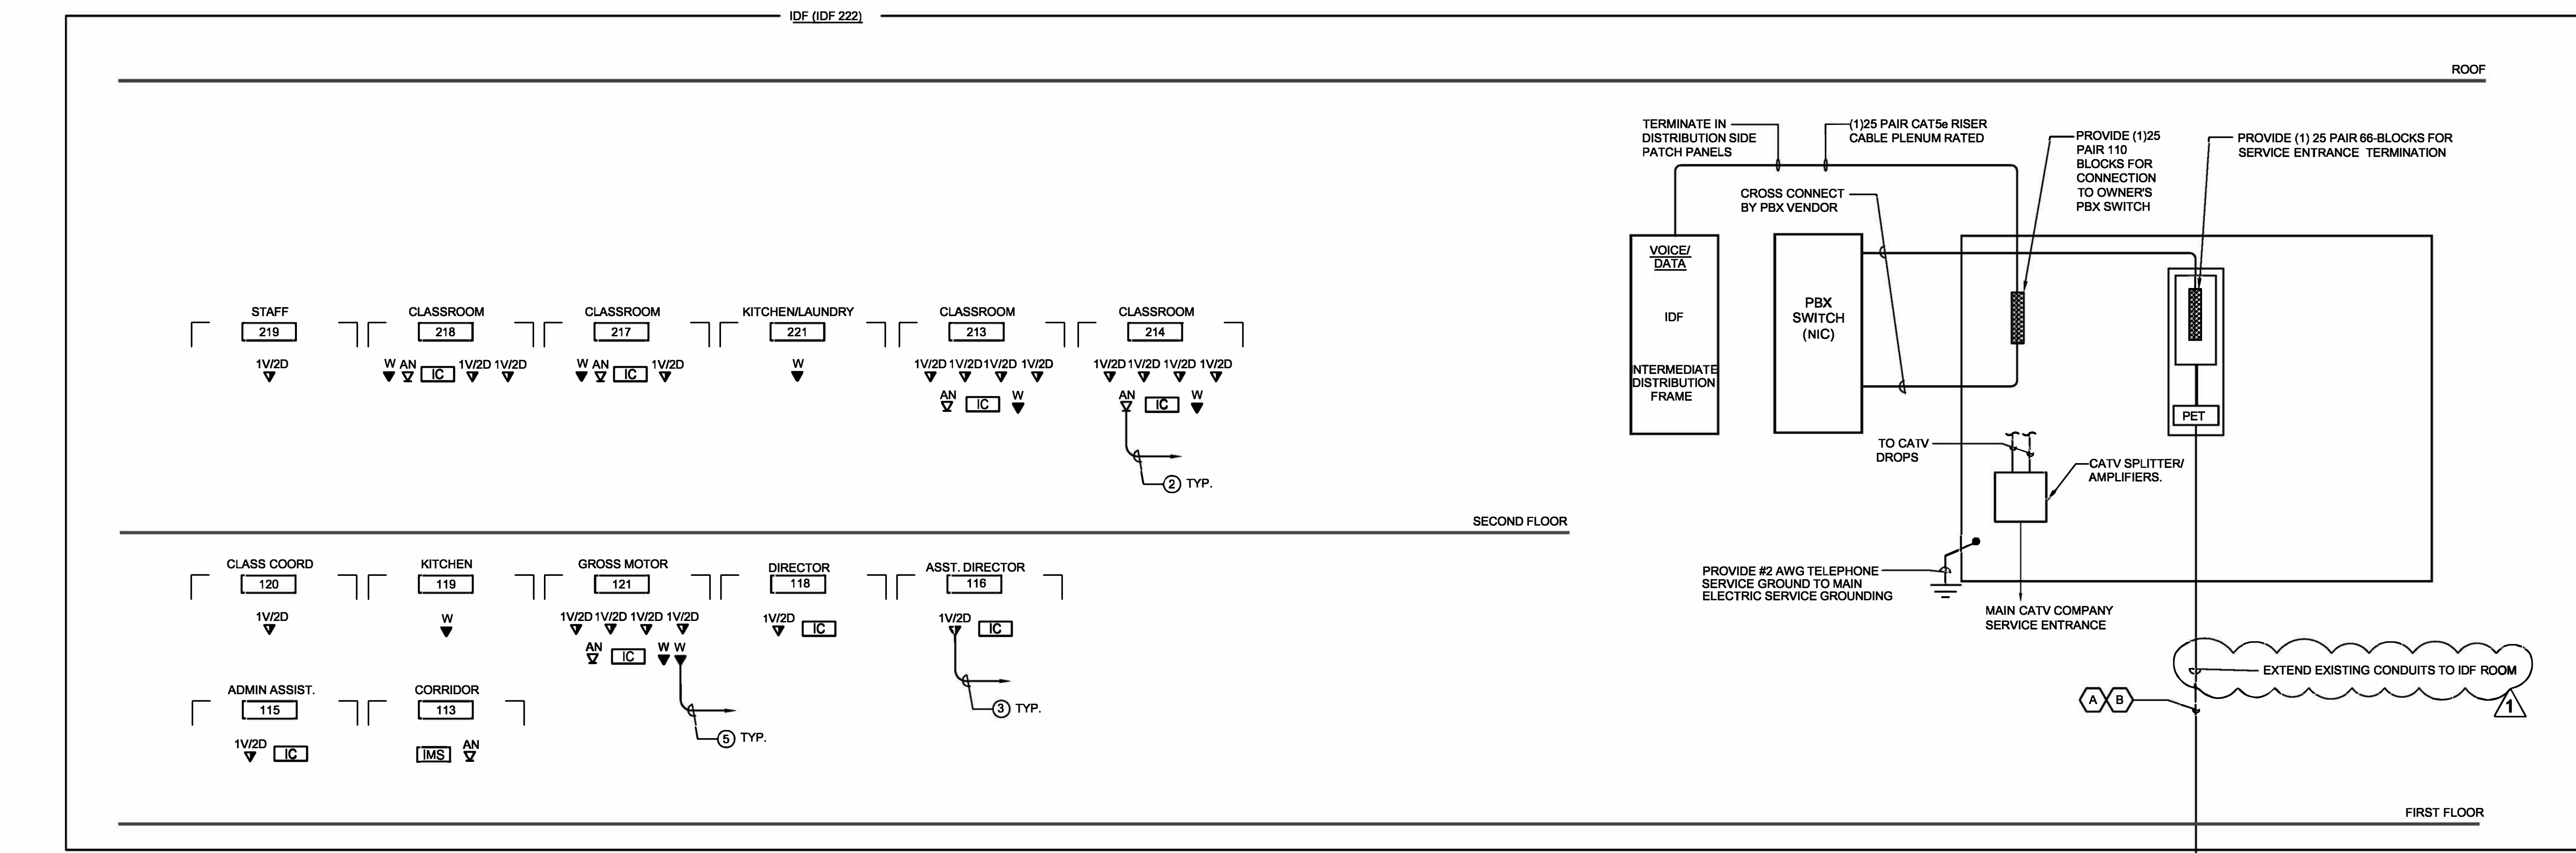 IDF (IDF 222)
ROOF
TERMINATE IN
DISTRIBUTION SIDE
PATCH PANELS
(1)25 PAIR CAT5e RISER
CABLE PLENUM RATED
PROVIDE (1)25
PAIR 110
BLOCKS FOR
CONNECTION
TO OWNER'S
PBX SWITCH
PROVIDE (1) 25 PAIR 66-BLOCKS FOR
SERVICE ENTRANCE TERMINATION
CROSS CONNECT
BY PBX VENDOR
VOICE/
DATA
IDF
INTERMEDIATE
DISTRIBUTION
FRAME
PBX
SWITCH
(NIC)
PET
TO CATV
DROPS
CATV SPLITTER/
AMPLIFIERS.
STAFF
219
1V/2D
CLASSROOM
218
W AN IC 1V/2D 1V/2D
CLASSROOM
217
W AN IC 1V/2D
KITCHEN/LAUNDRY
221
W
CLASSROOM
213
1V/2D 1V/2D 1V/2D 1V/2D
AN IC W
CLASSROOM
214
1V/2D 1V/2D 1V/2D 1V/2D
AN IC W
2 TYP.
SECOND FLOOR
PROVIDE #2 AWG TELEPHONE
SERVICE GROUND TO MAIN
ELECTRIC SERVICE GROUNDING
MAIN CATV COMPANY
SERVICE ENTRANCE
CLASS COORD
120
1V/2D
KITCHEN
119
W
GROSS MOTOR
121
1V/2D 1V/2D 1V/2D 1V/2D
AN IC W W
5 TYP.
DIRECTOR
118
1V/2D IC
ASST. DIRECTOR
116
1V/2D IC
3 TYP.
ADMIN ASSIST.
115
1V/2D IC
CORRIDOR
113
IMS AN
EXTEND EXISTING CONDUITS TO IDF ROOM
1
A B
FIRST FLOOR